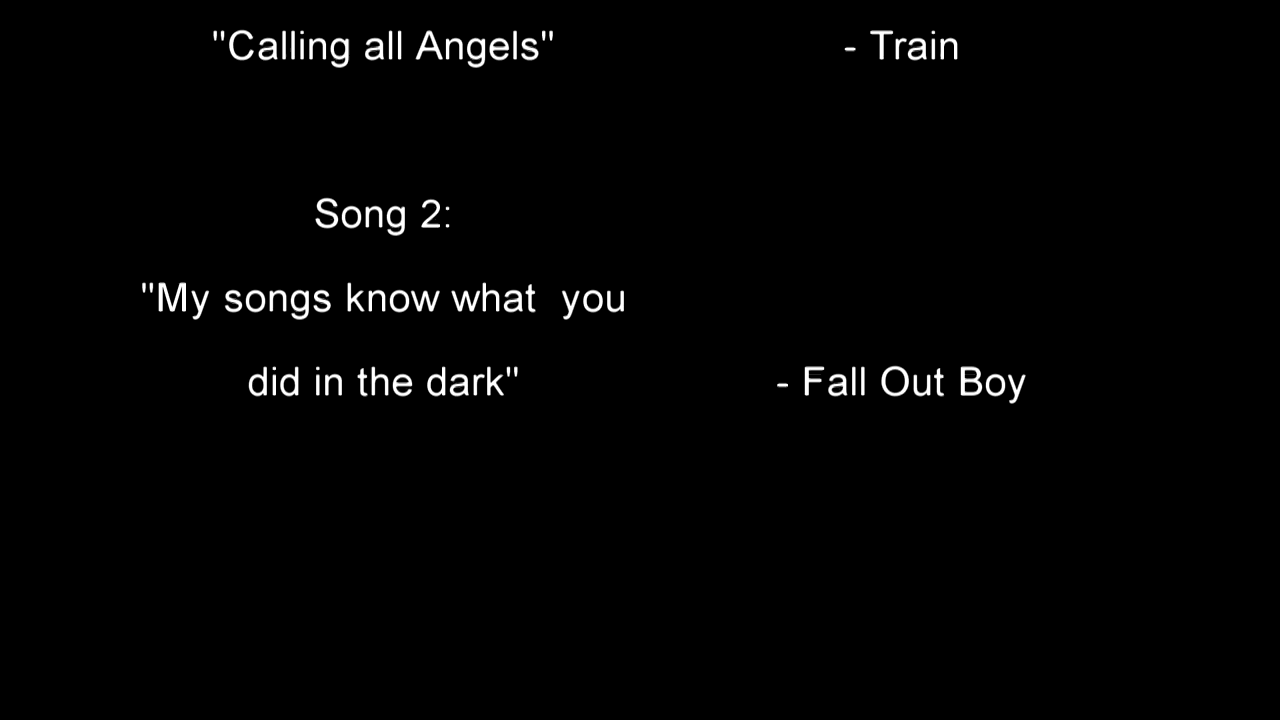 "Calling all Angels" - Train
Song 2:
"My songs know what  you
did in the dark" - Fall Out Boy